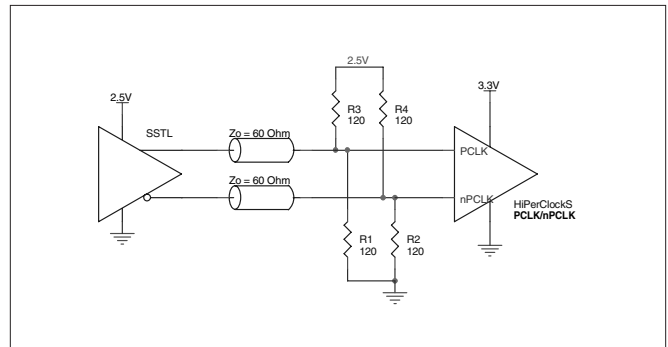 2.5V
2.5V
3.3V
SSTL
R3
120
R4
120
Zo = 60 Ohm
PCLK
Zo = 60 Ohm
nPCLK
HiPerClockS
PCLK/nPCLK
R1
120
R2
120